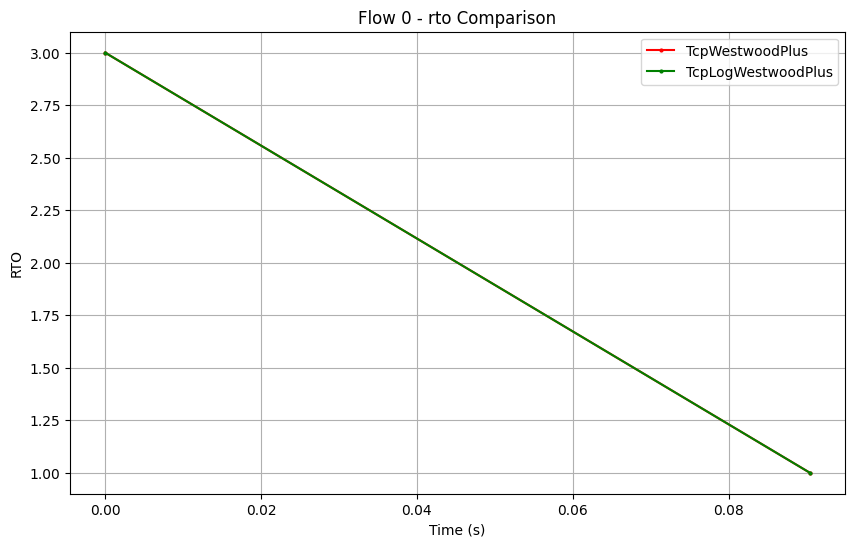 Flow 0 - rto Comparison
TcpWestwoodPlus
TcpLogWestwoodPlus
3.00
2.75
2.50
2.25
2.00
1.75
1.50
1.25
1.00
RTO
0.00
0.02
0.04
0.06
0.08
Time (s)